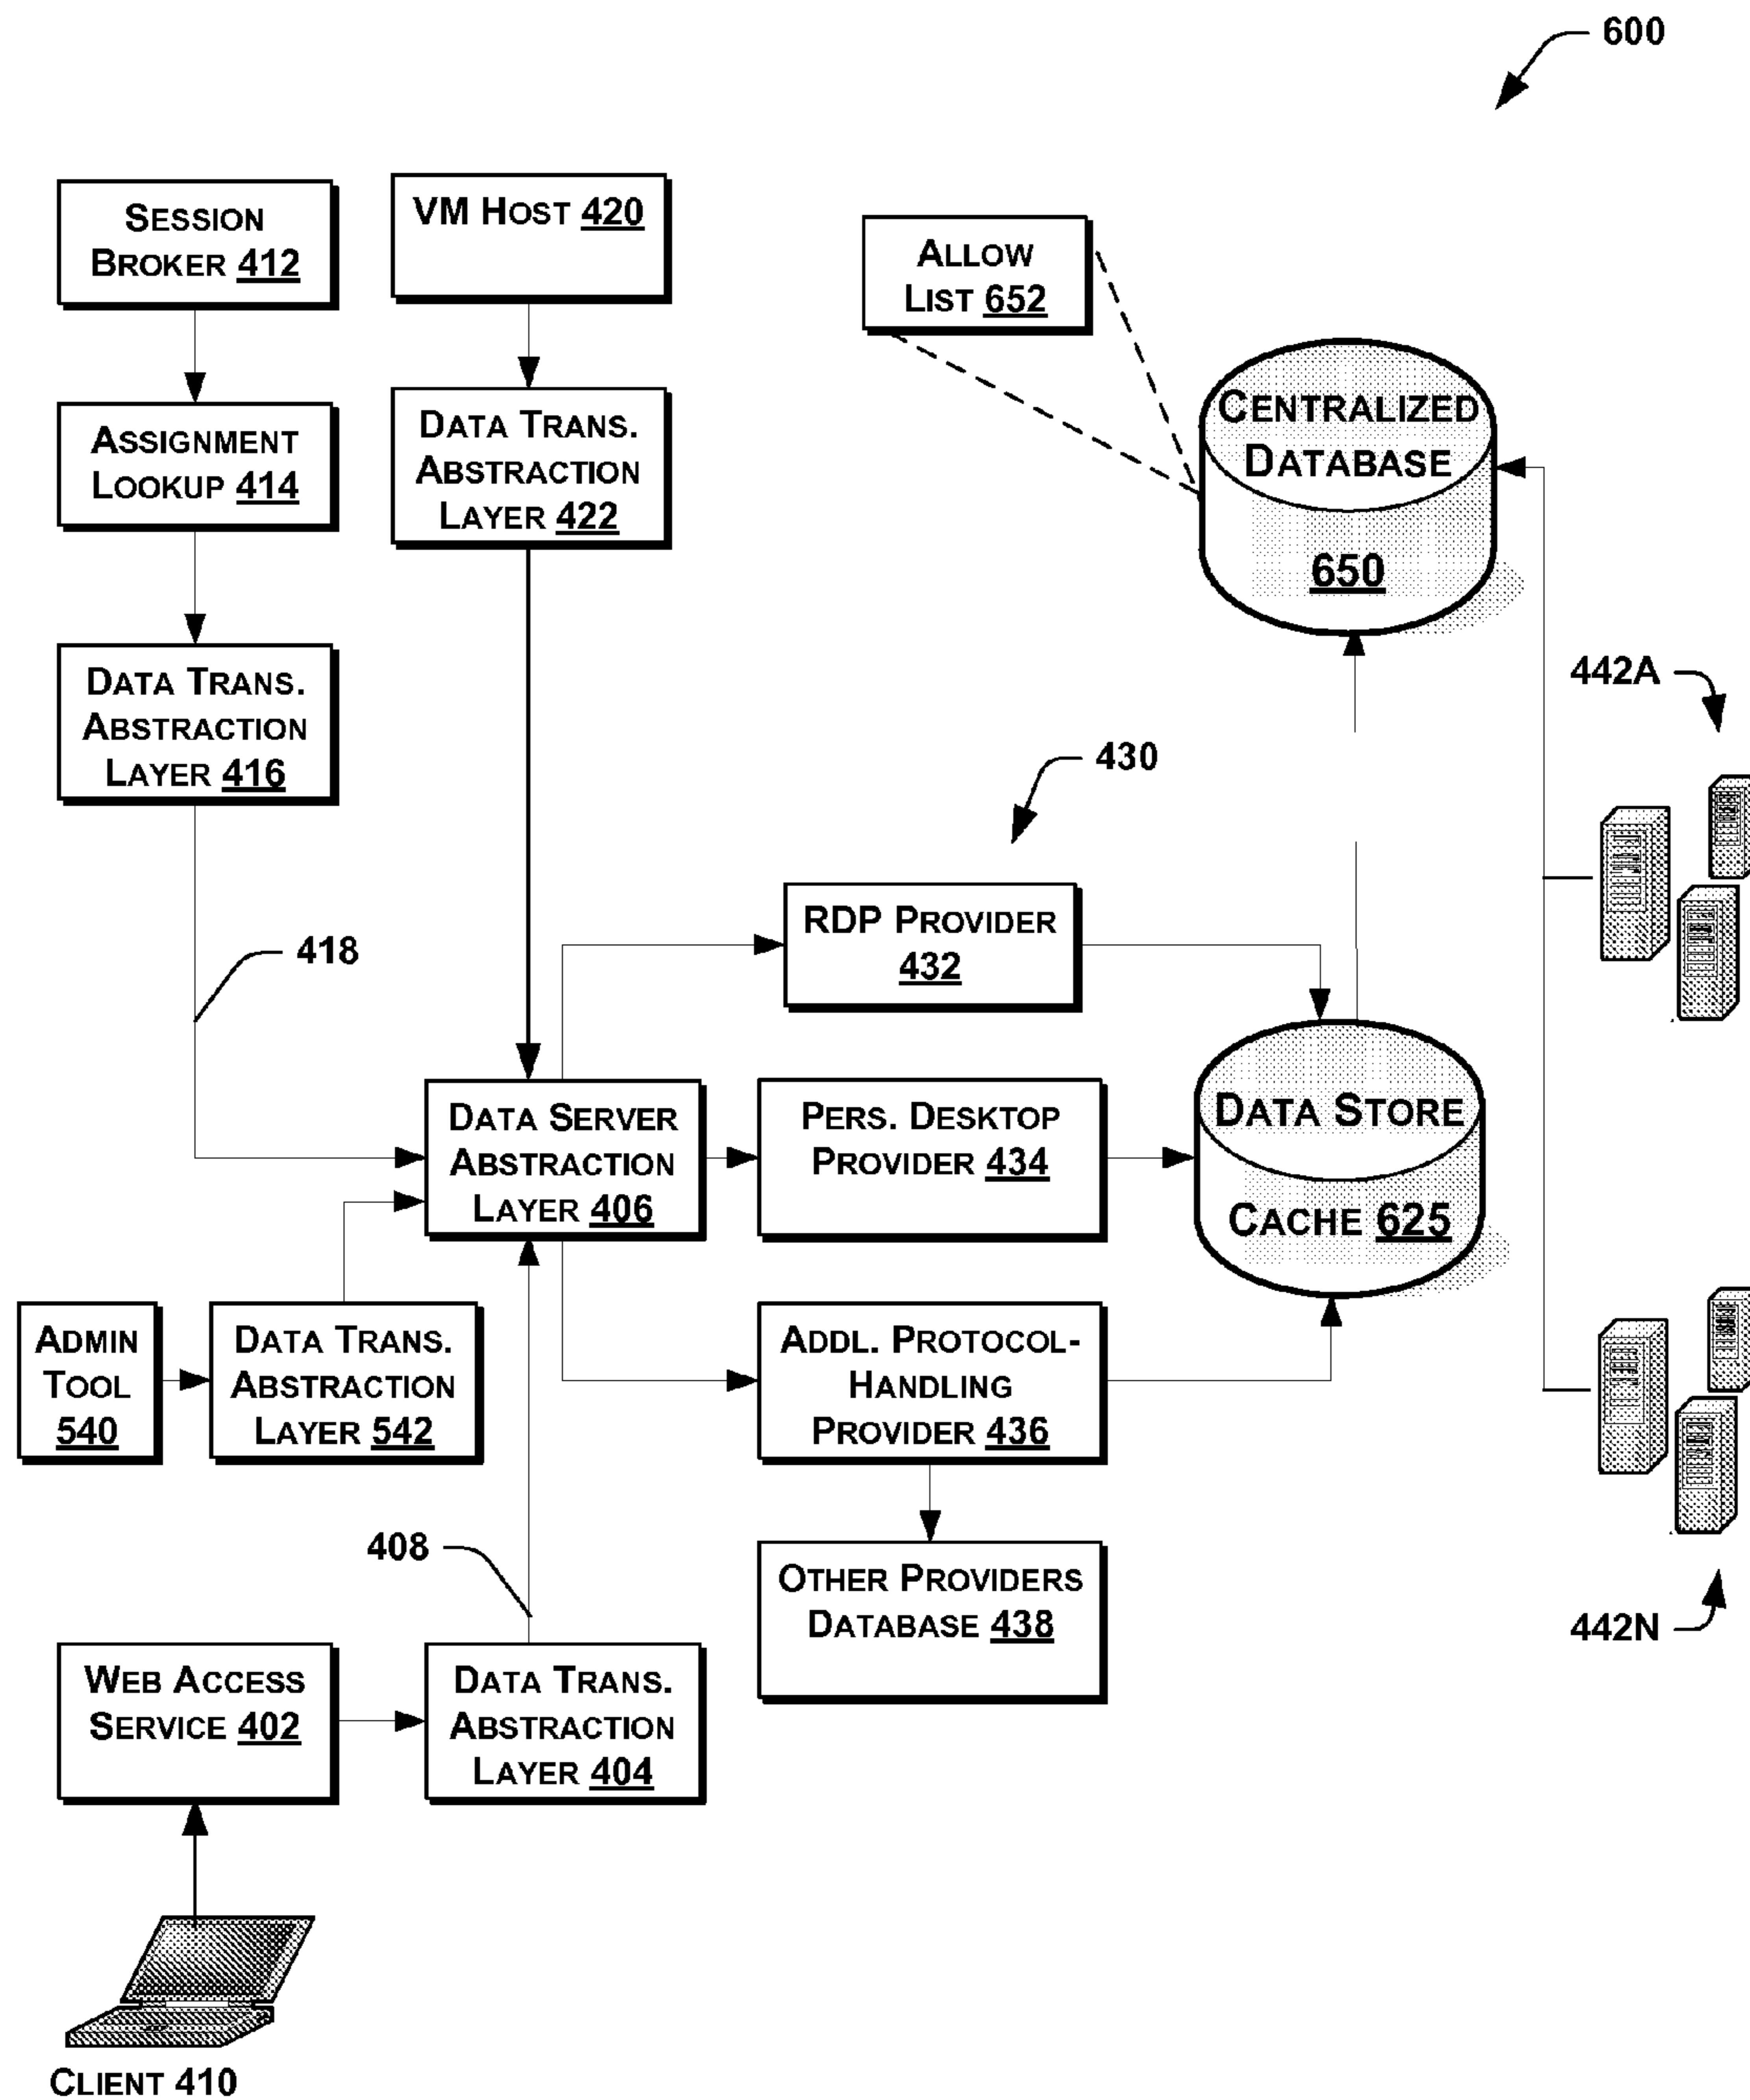 600
SESSION
BROKER 412
VM HOST 420
ALLOW
LIST 652
ASSIGNMENT
LOOKUP 414
DATA TRANS.
ABSTRACTION
LAYER 422
CENTRALIZED
DATABASE
650
DATA TRANS.
ABSTRACTION
LAYER 416
442A
430
RDP PROVIDER
432
418
DATA SERVER
ABSTRACTION
LAYER 406
PERS. DESKTOP
PROVIDER 434
DATA STORE
CACHE 625
ADMIN
TOOL
540
DATA TRANS.
ABSTRACTION
LAYER 542
ADDL. PROTOCOL-
HANDLING
PROVIDER 436
408
OTHER PROVIDERS
DATABASE 438
442N
WEB ACCESS
SERVICE 402
DATA TRANS.
ABSTRACTION
LAYER 404
CLIENT 410